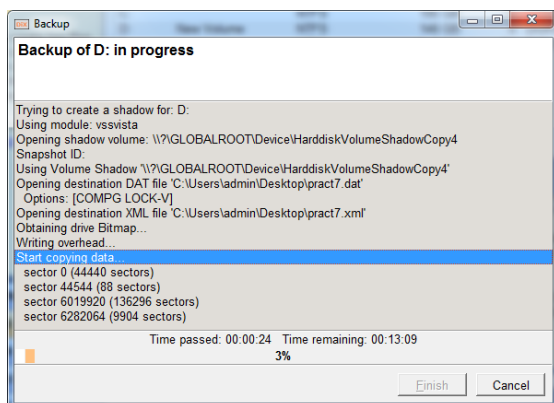 Backup
Backup of D: in progress
Trying to create a shadow for: D:
Using module: vssvista
Opening shadow volume: \\?\GLOBALROOT\Device\HarddiskVolumeShadowCopy4
Snapshot ID:
Using Volume Shadow '\\?\GLOBALROOT\Device\HarddiskVolumeShadowCopy4'
Opening destination DAT file 'C:\Users\admin\Desktop\pract7.dat'
Options: [COMPG LOCK-V]
Opening destination XML file 'C:\Users\admin\Desktop\pract7.xml'
Obtaining drive Bitmap...
Writing overhead...
Start copying data...
sector 0 (44440 sectors)
sector 44544 (88 sectors)
sector 6019920 (136296 sectors)
sector 6282064 (9904 sectors)
Time passed: 00:00:24 Time remaining: 00:13:09
3%
Finish Cancel